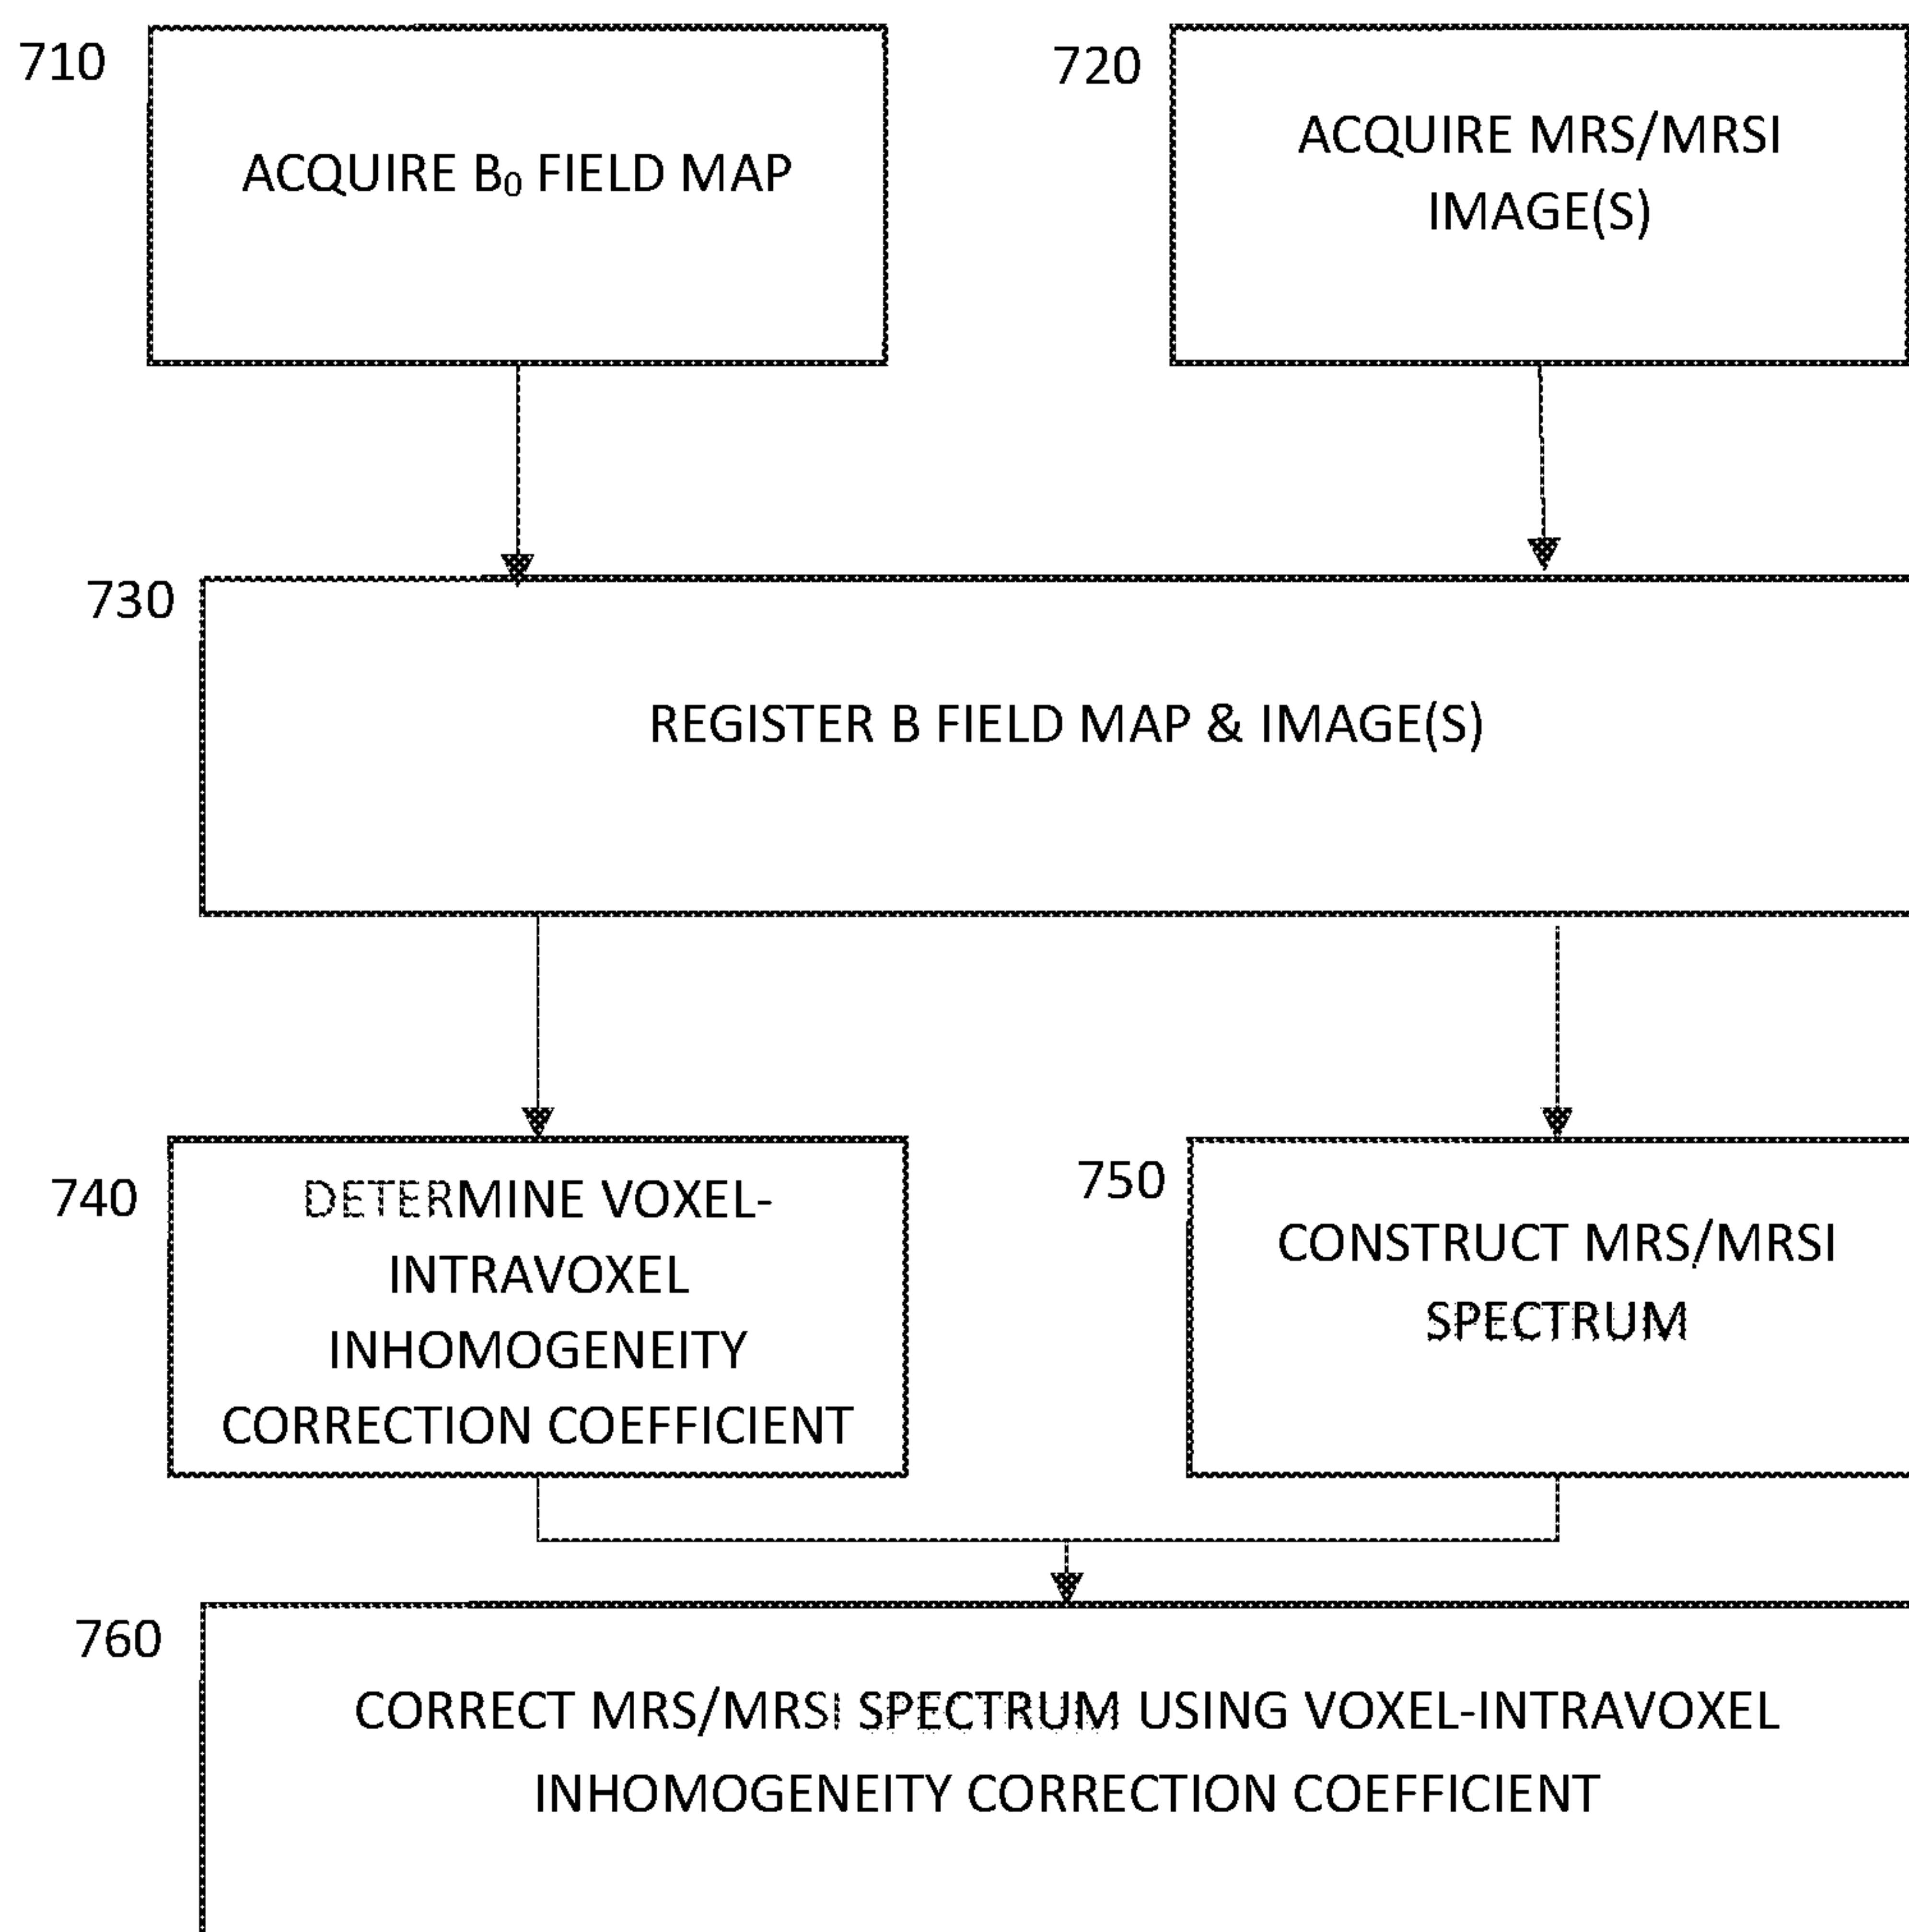 710
ACQUIRE B₀ FIELD MAP
720
ACQUIRE MRS/MRSI
IMAGE(S)
730
REGISTER B FIELD MAP & IMAGE(S)
740
DETERMINE VOXEL-
INTRAVOXEL
INHOMOGENEITY
CORRECTION COEFFICIENT
750
CONSTRUCT MRS/MRSI
SPECTRUM
760
CORRECT MRS/MRSI SPECTRUM USING VOXEL-INTRAVOXEL
INHOMOGENEITY CORRECTION COEFFICIENT